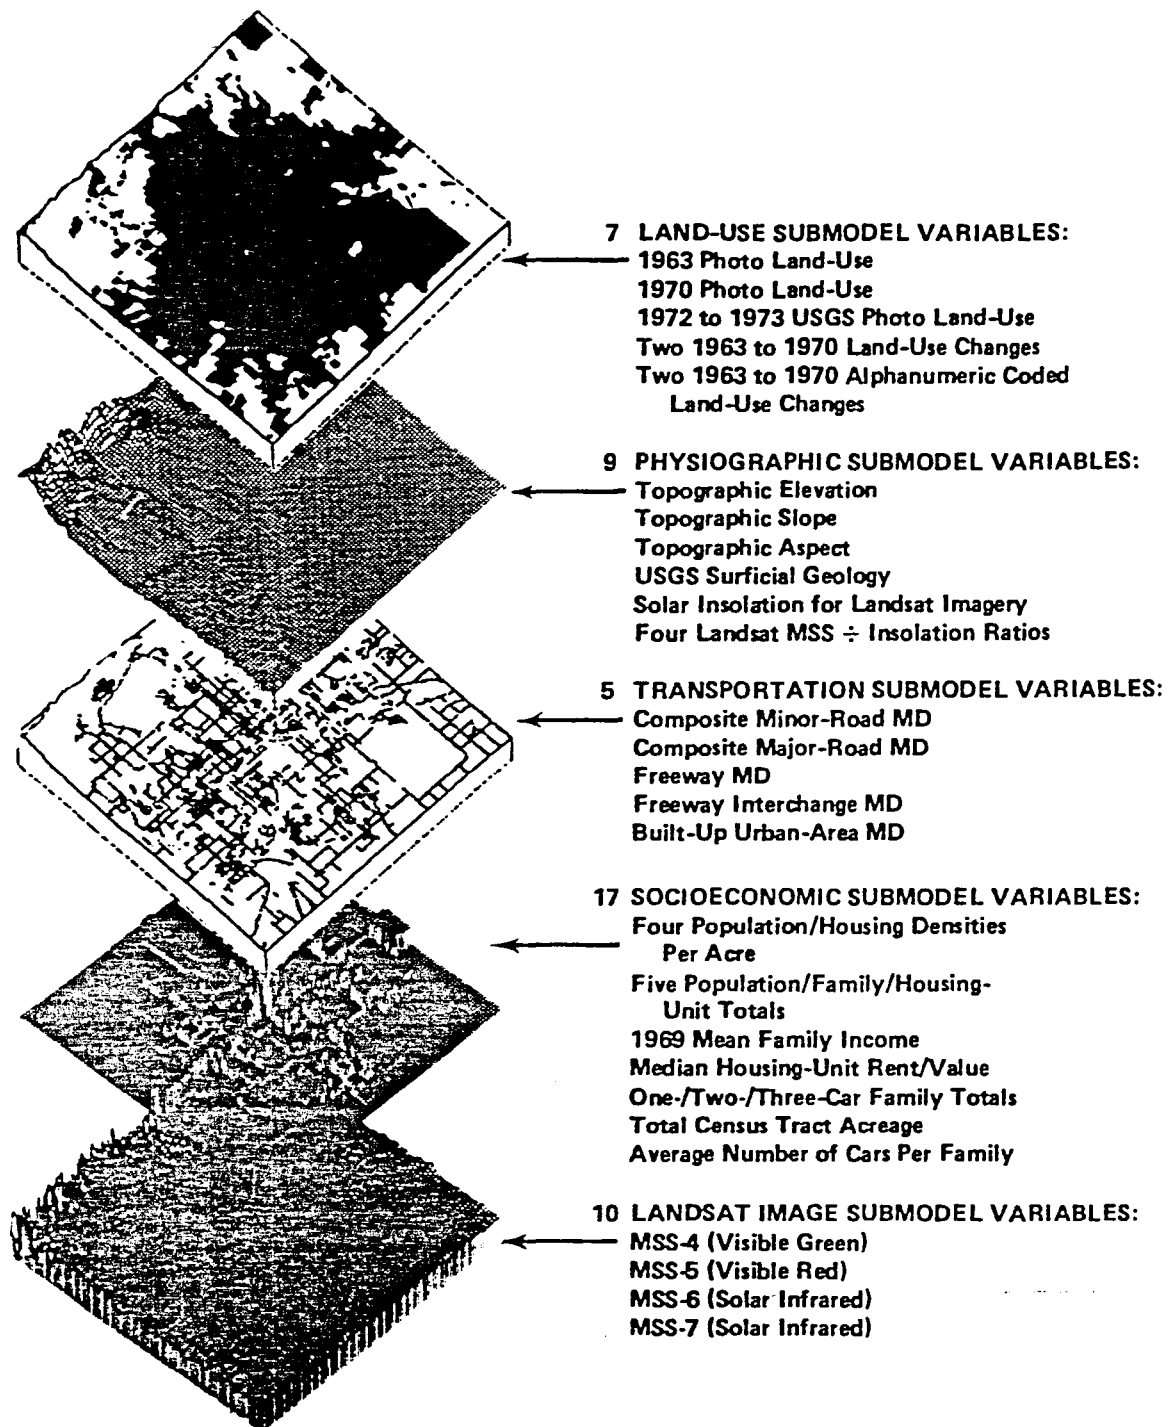 7 LAND-USE SUBMODEL VARIABLES:
1963 Photo Land-Use
1970 Photo Land-Use
1972 to 1973 USGS Photo Land-Use
Two 1963 to 1970 Land-Use Changes
Two 1963 to 1970 Alphanumeric Coded
Land-Use Changes
9 PHYSIOGRAPHIC SUBMODEL VARIABLES:
Topographic Elevation
Topographic Slope
Topographic Aspect
USGS Surficial Geology
Solar Insolation for Landsat Imagery
Four Landsat MSS ÷ Insolation Ratios
5 TRANSPORTATION SUBMODEL VARIABLES:
Composite Minor-Road MD
Composite Major-Road MD
Freeway MD
Freeway Interchange MD
Built-Up Urban-Area MD
17 SOCIOECONOMIC SUBMODEL VARIABLES:
Four Population/Housing Densities
Per Acre
Five Population/Family/Housing-
Unit Totals
1969 Mean Family Income
Median Housing-Unit Rent/Value
One-/Two-/Three-Car Family Totals
Total Census Tract Acreage
Average Number of Cars Per Family
10 LANDSAT IMAGE SUBMODEL VARIABLES:
MSS-4 (Visible Green)
MSS-5 (Visible Red)
MSS-6 (Solar Infrared)
MSS-7 (Solar Infrared)